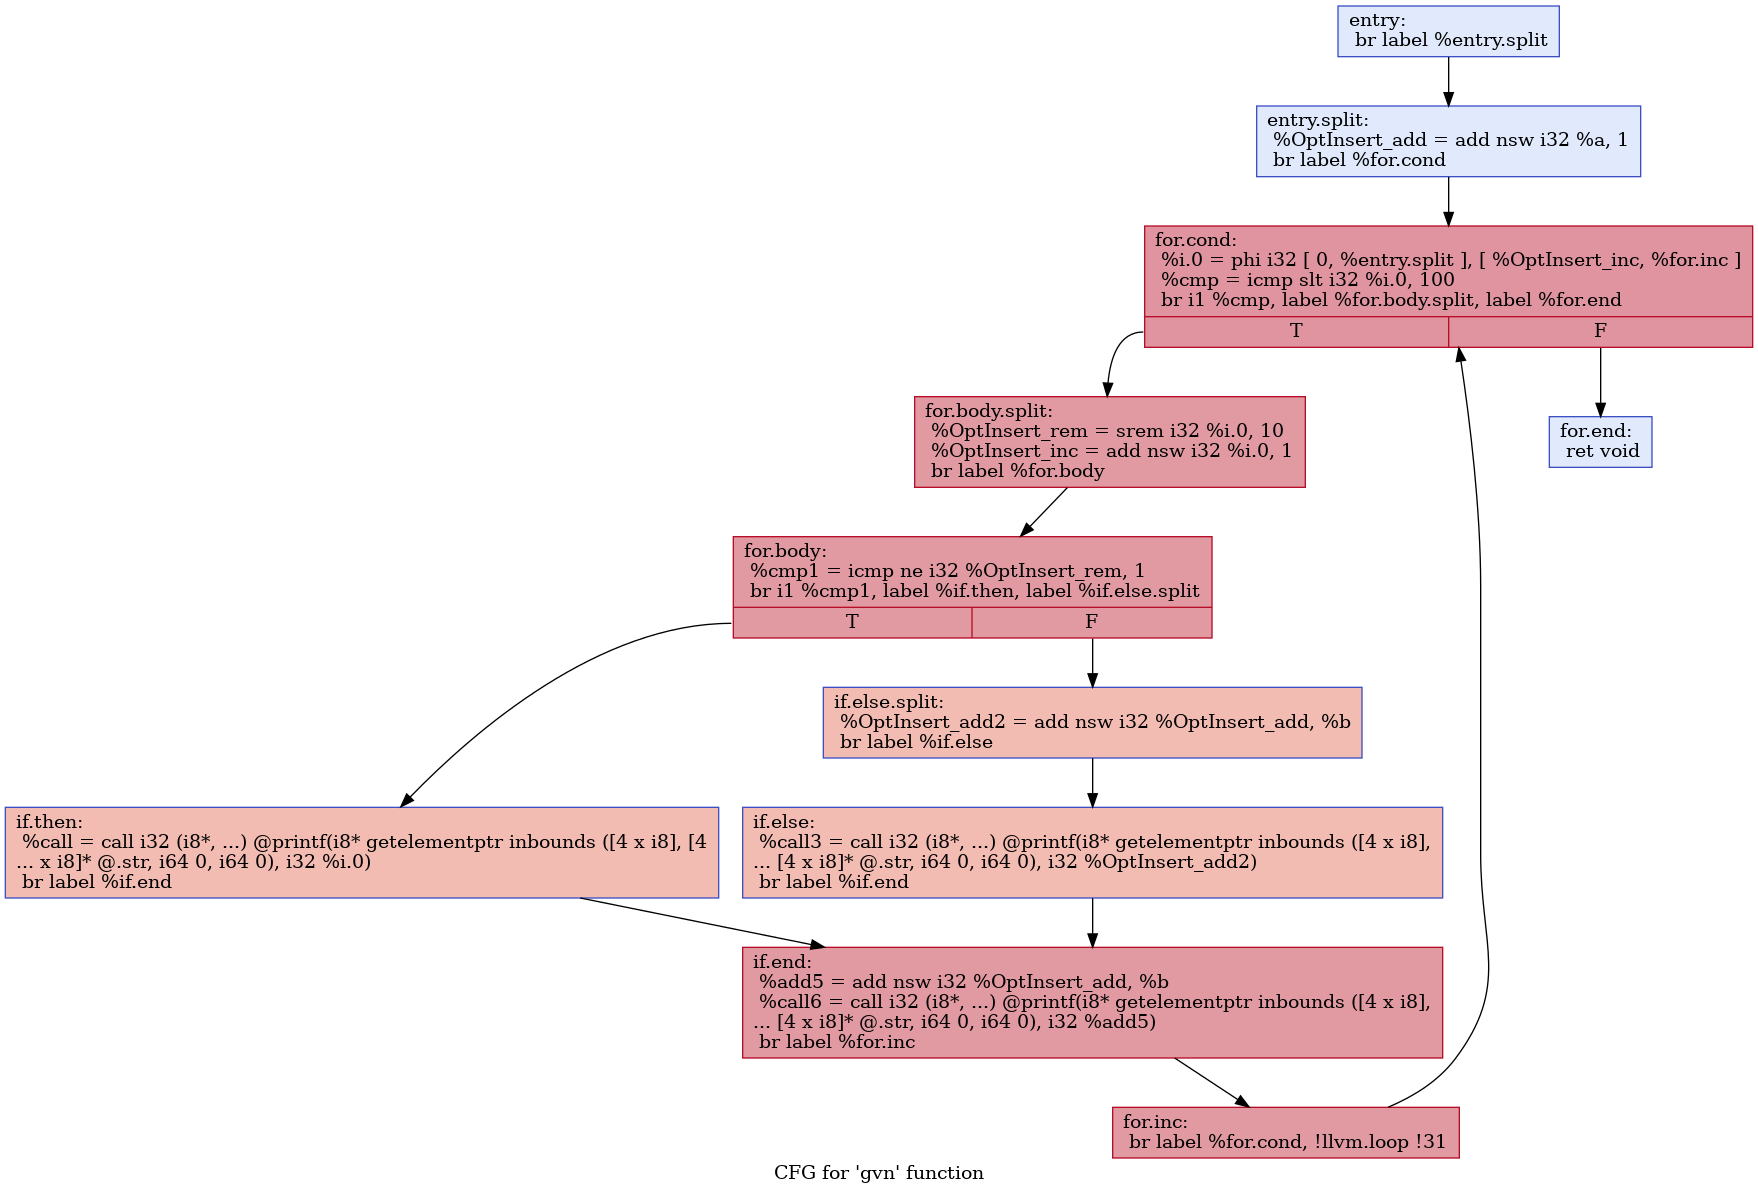 entry:
br label %entry.split
entry.split:
%OptInsert_add = add nsw i32 %a, 1
br label %for.cond
for.cond:
%i.0 = phi i32 [ 0, %entry.split ], [ %OptInsert_inc, %for.inc ]
%cmp = icmp slt i32 %i.0, 100
br i1 %cmp, label %for.body.split, label %for.end
T F
for.body.split:
%OptInsert_rem = srem i32 %i.0, 10
%OptInsert_inc = add nsw i32 %i.0, 1
br label %for.body
for.end:
ret void
for.body:
%cmp1 = icmp ne i32 %OptInsert_rem, 1
br i1 %cmp1, label %if.then, label %if.else.split
T F
if.else.split:
%OptInsert_add2 = add nsw i32 %OptInsert_add, %b
br label %if.else
if.then:
%call = call i32 (i8*, ...) @printf(i8* getelementptr inbounds ([4 x i8], [4
... x i8]* @.str, i64 0, i64 0), i32 %i.0)
br label %if.end
if.else:
%call3 = call i32 (i8*, ...) @printf(i8* getelementptr inbounds ([4 x i8],
... [4 x i8]* @.str, i64 0, i64 0), i32 %OptInsert_add2)
br label %if.end
if.end:
%add5 = add nsw i32 %OptInsert_add, %b
%call6 = call i32 (i8*, ...) @printf(i8* getelementptr inbounds ([4 x i8],
... [4 x i8]* @.str, i64 0, i64 0), i32 %add5)
br label %for.inc
for.inc:
br label %for.cond, !llvm.loop !31
CFG for 'gvn' function